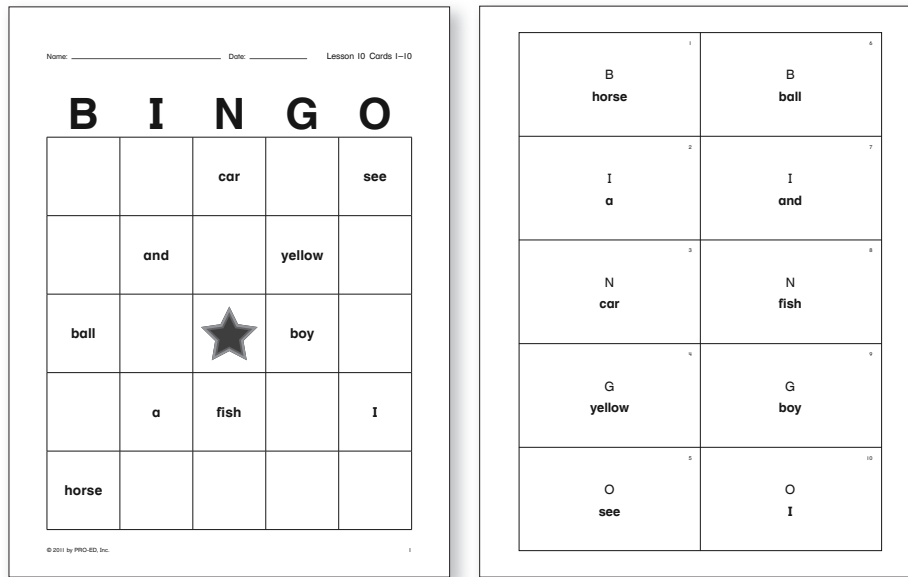 Name: Date: Lesson 10 Cards 1–10
B I N G O
car see
and yellow
ball boy
a fish I
horse
© 2011 by PRO-ED, Inc. 1
1
B
horse
6
B
ball
2
I
a
7
I
and
3
N
car
8
N
fish
4
G
yellow
9
G
boy
5
O
see
10
O
I